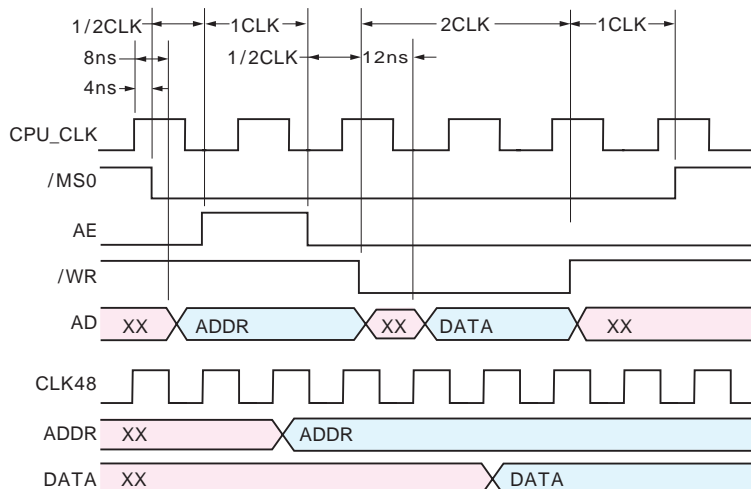 1/2CLK 1CLK 2CLK 1CLK
8ns 1/2CLK 12ns
4ns
CPU_CLK
/MS0
AE
/WR
AD XX ADDR XX DATA XX
CLK48
ADDR XX ADDR
DATA XX DATA